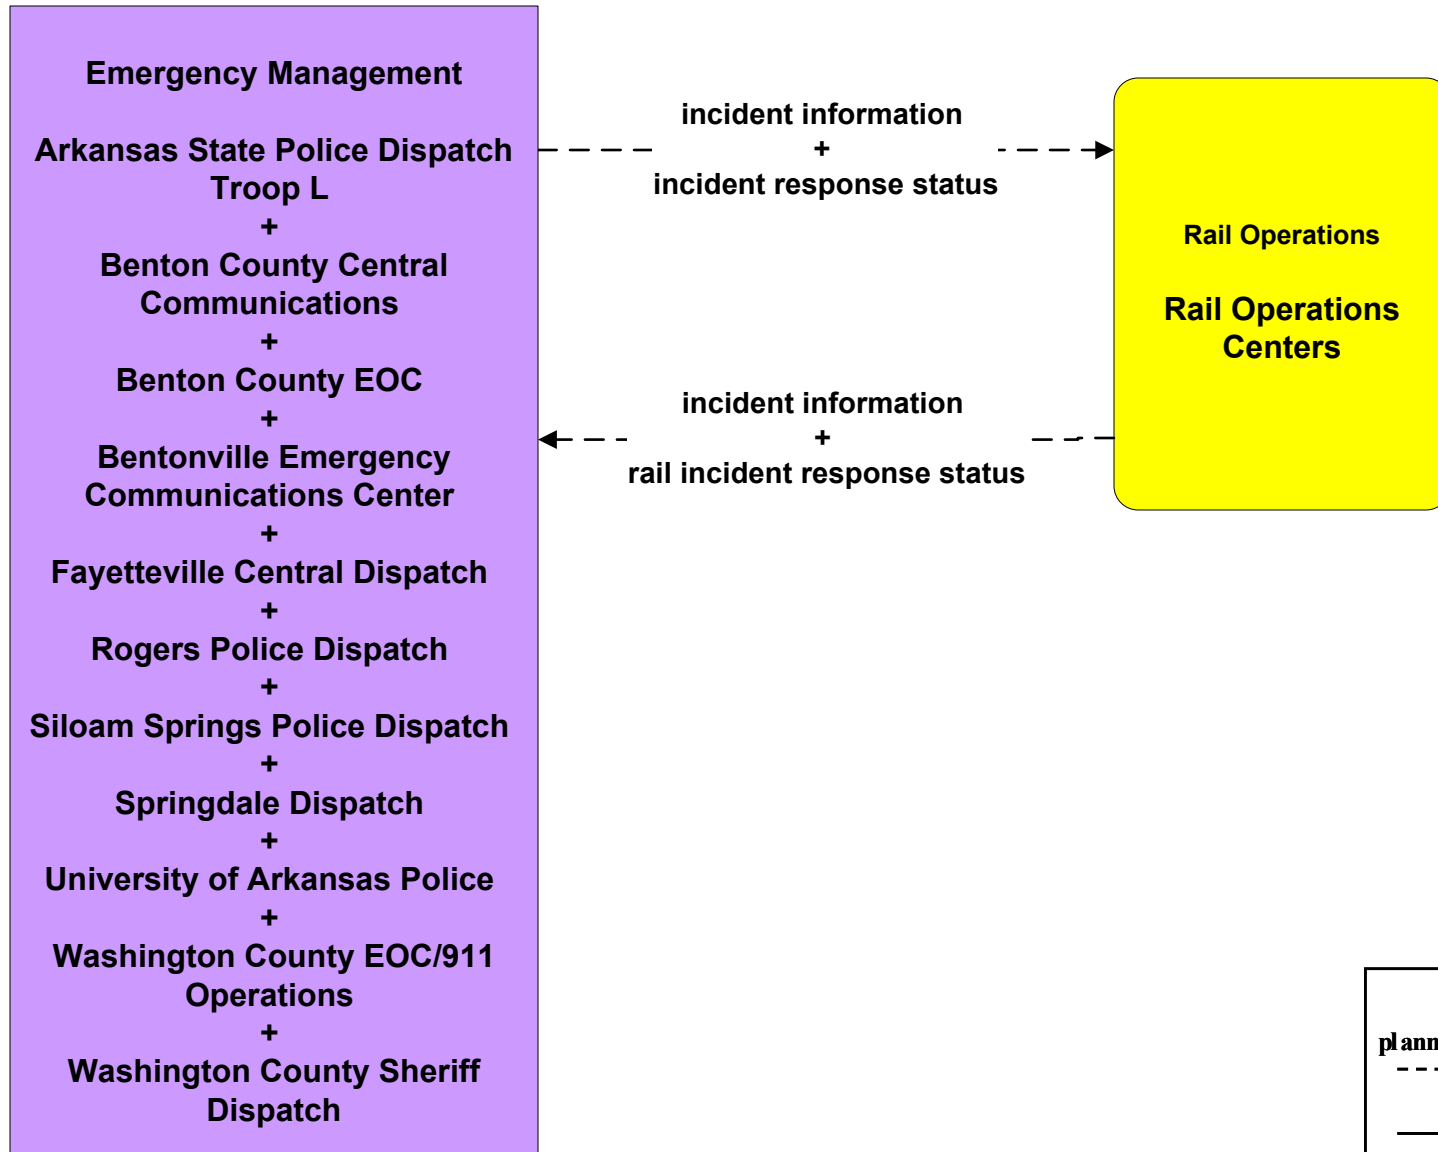 Emergency Management
Arkansas State Police Dispatch
Troop L
+
Benton County Central
Communications
+
Benton County EOC
+
Bentonville Emergency
Communications Center
+
Fayetteville Central Dispatch
+
Rogers Police Dispatch
+
Siloam Springs Police Dispatch
+
Springdale Dispatch
+
University of Arkansas Police
+
Washington County EOC/911
Operations
+
Washington County Sheriff
Dispatch
incident information
+
incident response status
incident information
+
rail incident response status
Rail Operations
Rail Operations
Centers